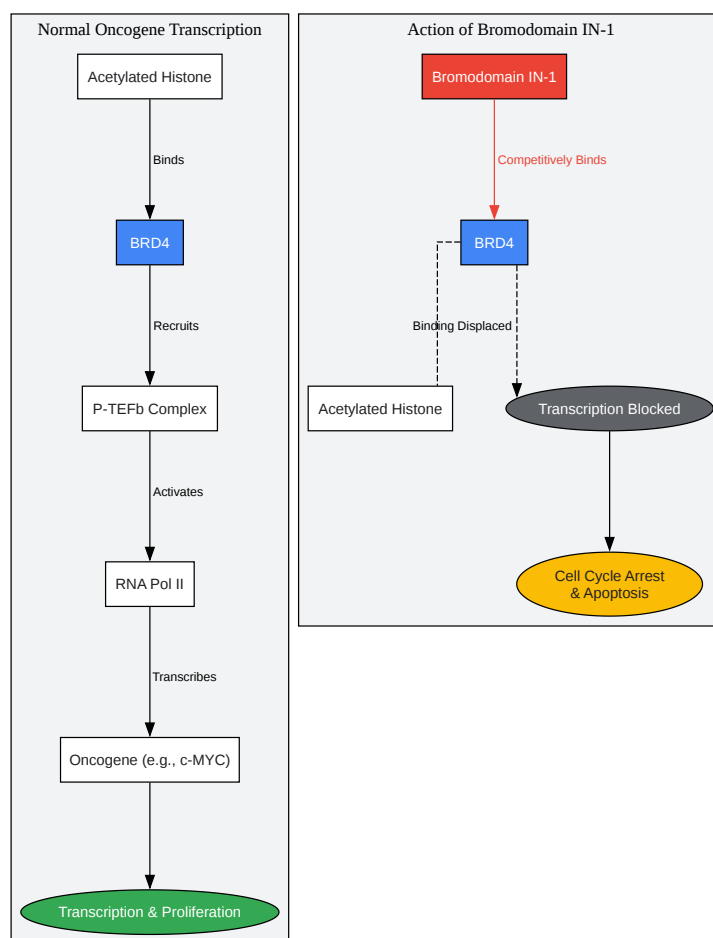 Normal Oncogene Transcription
Acetylated Histone
Binds
BRD4
Recruits
P-TEFb Complex
Activates
RNA Pol II
Transcribes
Oncogene (e.g., c-MYC)
Transcription & Proliferation
Action of Bromodomain IN-1
Bromodomain IN-1
Competitively Binds
BRD4
Binding Displaced
Acetylated Histone
Transcription Blocked
Cell Cycle Arrest
& Apoptosis